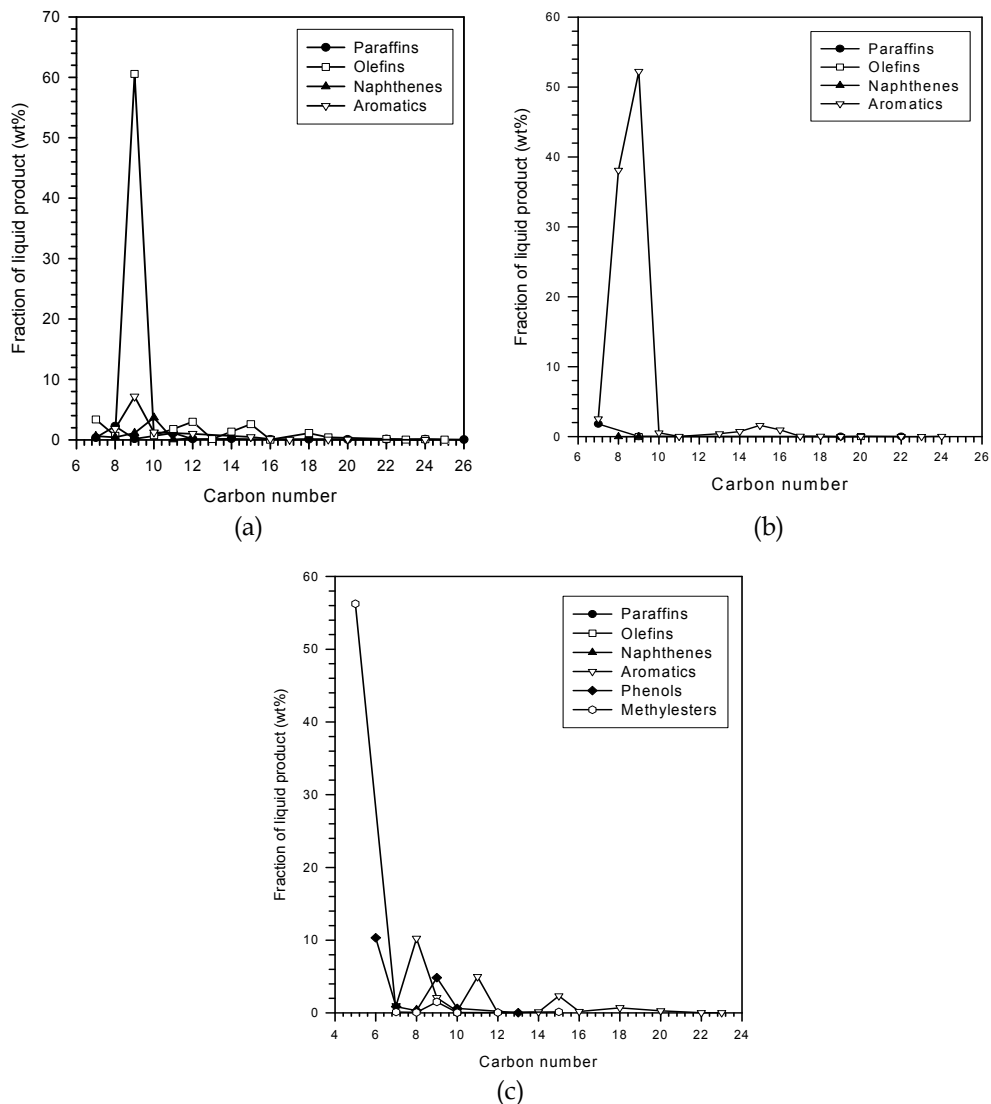 70
60
50
40
30
20
10
0
Fraction of liquid product (wt%)
Paraffins
Olefins
Naphthenes
Aromatics
6 8 10 12 14 16 18 20 22 24 26
Carbon number
(a)
60
50
40
30
20
10
0
Fraction of liquid product (wt%)
Paraffins
Olefins
Naphthenes
Aromatics
6 8 10 12 14 16 18 20 22 24 26
Carbon number
(b)
60
50
40
30
20
10
0
Fraction of liquid product (wt%)
Paraffins
Olefins
Naphthenes
Aromatics
Phenols
Methylesters
4 6 8 10 12 14 16 18 20 22 24
Carbon number
(c)